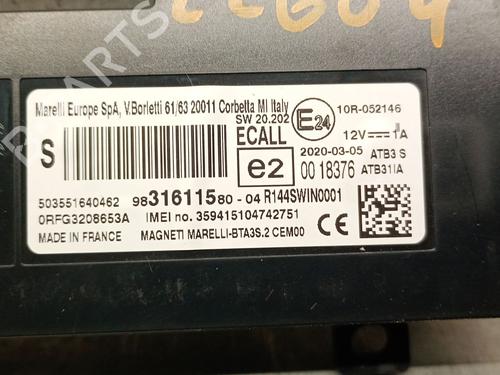 Marelli Europe SpA, V.Borletti 61/63 20011 Corbetta MI Italy
SW 20.202
ECALL
E24
10R-052146
12V 1A
S
e2
2020-03-05 ATB3 S
00 18376 ATB31IA
503551640462 9831611580-04 R144SWIN0001
0RFG3208653A IMEI no. 359415104742751
MADE IN FRANCE MAGNETI MARELLI-BTA3S.2 CEM00
CE